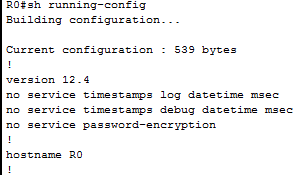 R0#sh running-config
Building configuration...

Current configuration : 539 bytes
!
version 12.4
no service timestamps log datetime msec
no service timestamps debug datetime msec
no service password-encryption
!
hostname R0
!